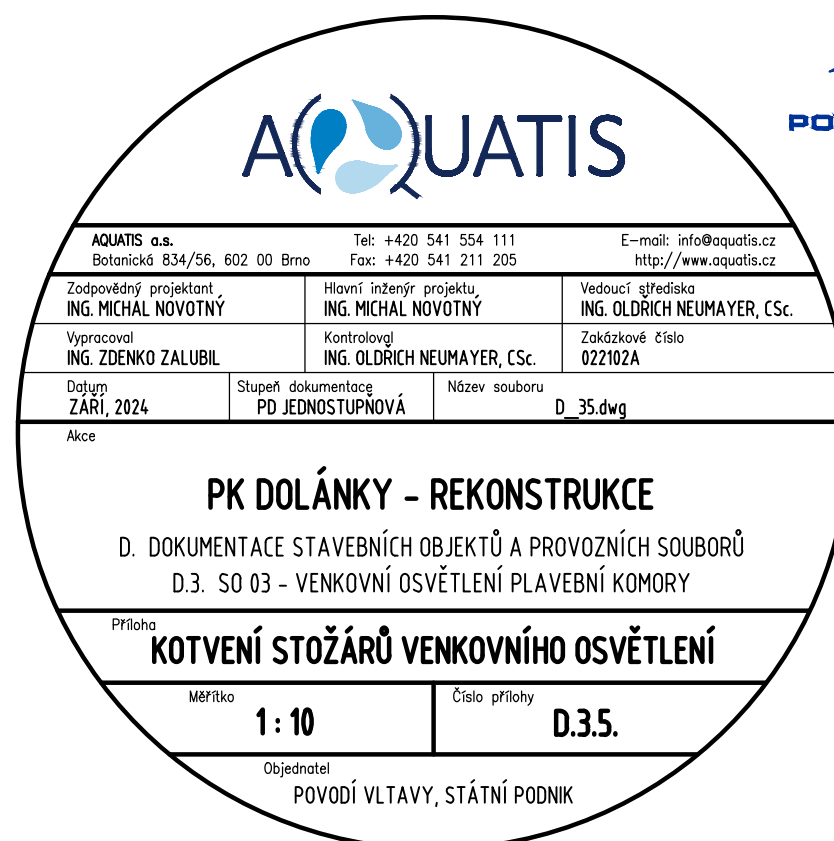 AQUATIS
PO
AQUATIS a.s. Tel: +420 541 554 111 E-mail: info@aquatis.cz
Botanická 834/56, 602 00 Brno Fax: +420 541 211 205 http://www.aquatis.cz
Zodpovědný projektant Hlavní inženýr projektu Vedoucí střediska
ING. MICHAL NOVOTNÝ ING. MICHAL NOVOTNÝ ING. OLDŘICH NEUMAYER, CSc.
Vypracoval Kontroloval Zakázkové číslo
ING. ZDENKO ZALUBIL ING. OLDŘICH NEUMAYER, CSc. 022102A
Datum Stupeň dokumentace Název souboru
ZÁŘÍ, 2024 PD JEDNOSTUPŇOVÁ D_35.dwg
Akce
PK DOLÁNKY - REKONSTRUKCE
D. DOKUMENTACE STAVEBNÍCH OBJEKTŮ A PROVOZNÍCH SOUBORŮ
D.3. SO 03 - VENKOVNÍ OSVĚTLENÍ PLAVEBNÍ KOMORY
Příloha
KOTVENÍ STOŽÁRŮ VENKOVNÍHO OSVĚTLENÍ
Měřítko Číslo přílohy
1 : 10 D.3.5.
Objednatel
POVODÍ VLTAVY, STÁTNÍ PODNIK